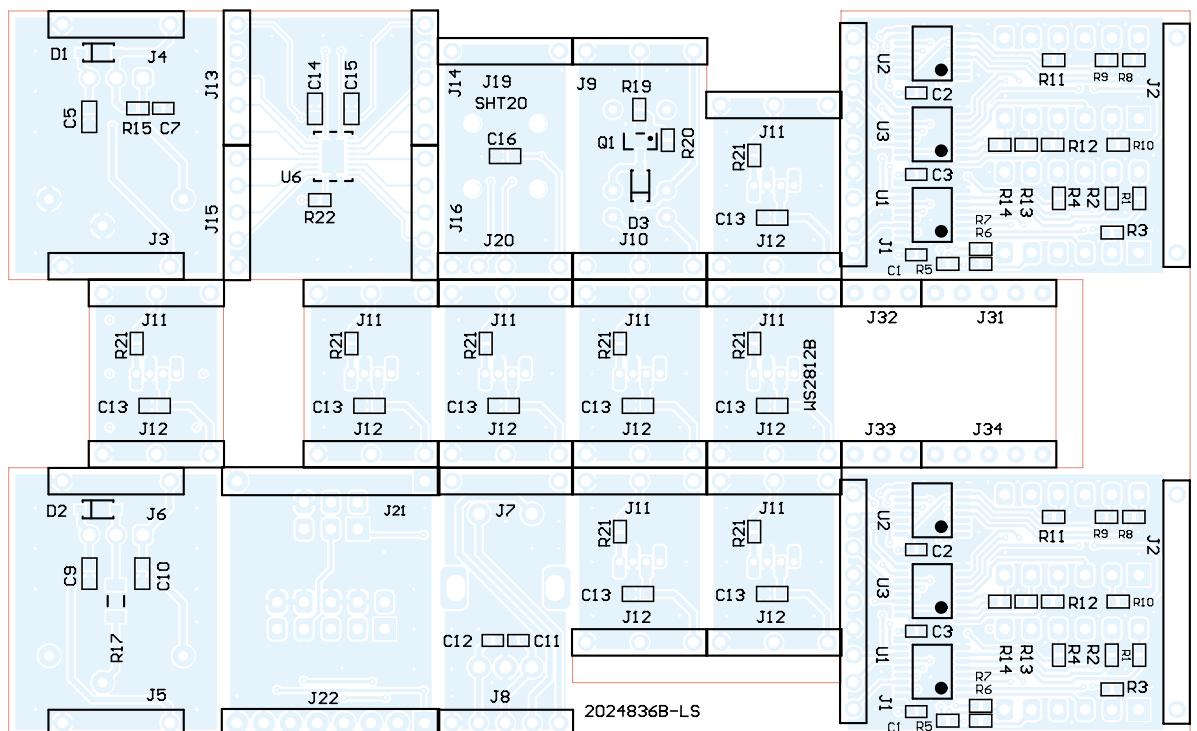 D1
J4
C5
R15
C7
J3
J13
J15
C14
C15
U6
R22
J14
J19
SHT20
C16
J16
J20
J9
R19
Q1
R20
D3
J10
J11
R21
C13
J12
U2
C2
U3
C3
U1
J1
C1
R5
R7
R6
R11
R9
R8
J2
R12
R10
R14
R13
R4
R2
R1
R3
J11
R21
C13
J12
J11
R21
C13
J12
J11
R21
C13
J12
J11
R21
C13
J12
J11
R21
C13
J12
WS2812B
J32
J31
J33
J34
D2
J6
C9
C10
R17
J5
J21
J22
J7
C12
C11
J8
J11
R21
C13
J12
J11
R21
C13
J12
2024836B-LS
U2
C2
U3
C3
U1
J1
C1
R5
R7
R6
R11
R9
R8
J2
R12
R10
R14
R13
R4
R2
R1
R3